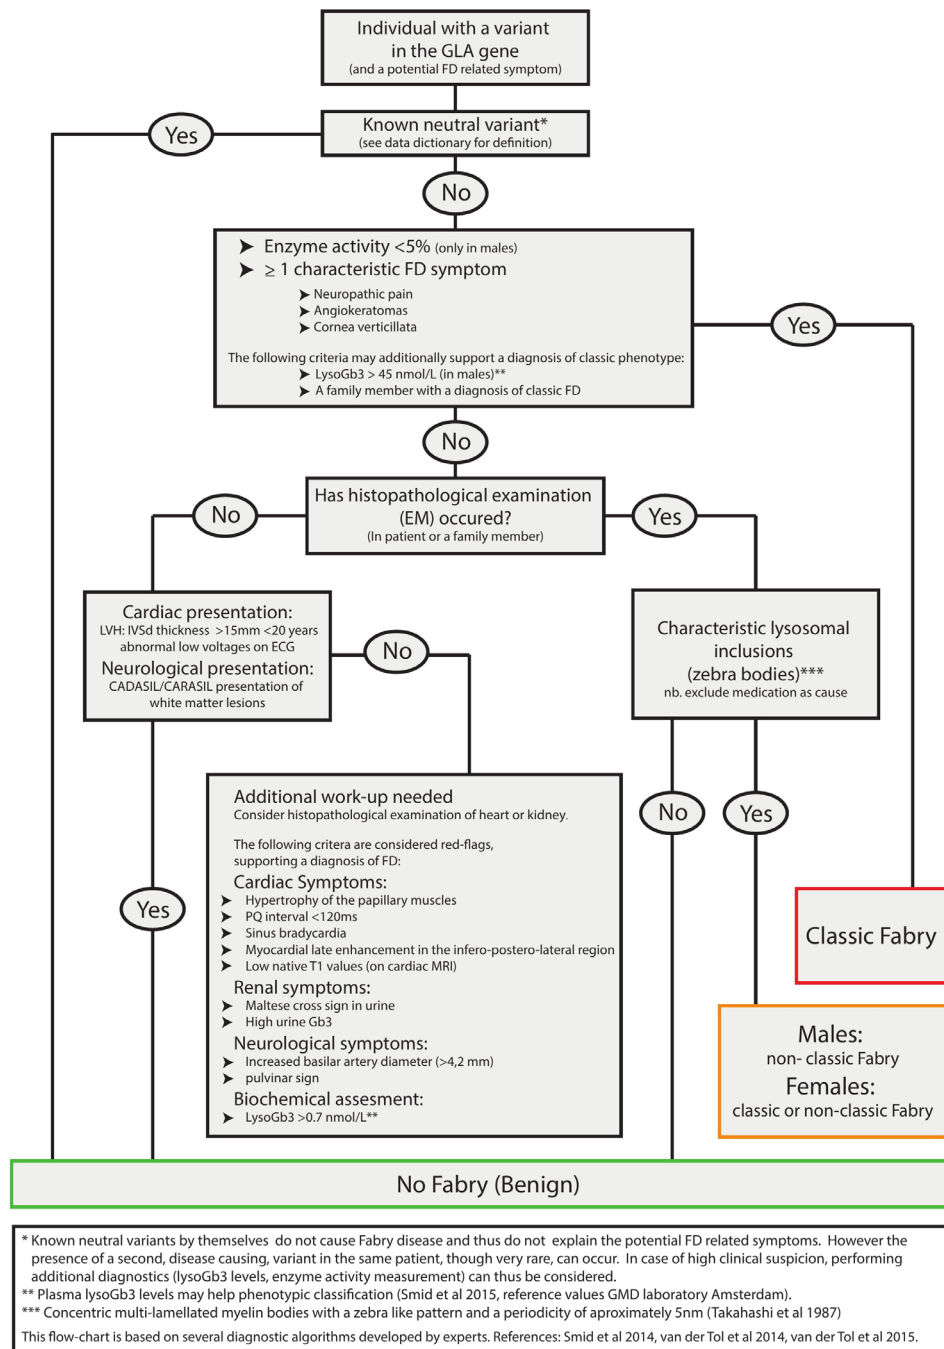 Individual with a variant
in the GLA gene
(and a potential FD related symptom)
Known neutral variant*
(see data dictionary for definition)
Yes
No
➤ Enzyme activity <5% (only in males)
➤ ≥ 1 characteristic FD symptom
➤ Neuropathic pain
➤ Angiokeratomas
➤ Cornea verticillata
The following criteria may additionally support a diagnosis of classic phenotype:
➤ LysoGb3 > 45 nmol/L (in males)**
➤ A family member with a diagnosis of classic FD
Yes
No
Has histopathological examination
(EM) occured?
(In patient or a family member)
No
Yes
Cardiac presentation:
LVH: IVSd thickness >15mm <20 years
abnormal low voltages on ECG
Neurological presentation:
CADASIL/CARASIL presentation of
white matter lesions
No
Characteristic lysosomal
inclusions
(zebra bodies)***
nb. exclude medication as cause
Additional work-up needed
Consider histopathological examination of heart or kidney.
The following critera are considered red-flags,
supporting a diagnosis of FD:
Cardiac Symptoms:
➤ Hypertrophy of the papillary muscles
➤ PQ interval <120ms
➤ Sinus bradycardia
➤ Myocardial late enhancement in the infero-postero-lateral region
➤ Low native T1 values (on cardiac MRI)
Renal symptoms:
➤ Maltese cross sign in urine
➤ High urine Gb3
Neurological symptoms:
➤ Increased basilar artery diameter (>4,2 mm)
➤ pulvinar sign
Biochemical assesment:
➤ LysoGb3 >0.7 nmol/L**
Yes
No
Yes
Classic Fabry
Males:
non- classic Fabry
Females:
classic or non-classic Fabry
No Fabry (Benign)
* Known neutral variants by themselves do not cause Fabry disease and thus do not explain the potential FD related symptoms. However the
presence of a second, disease causing, variant in the same patient, though very rare, can occur. In case of high clinical suspicion, performing
additional diagnostics (lysoGb3 levels, enzyme activity measurement) can thus be considered.
** Plasma lysoGb3 levels may help phenotypic classification (Smid et al 2015, reference values GMD laboratory Amsterdam).
*** Concentric multi-lamellated myelin bodies with a zebra like pattern and a periodicity of aproximately 5nm (Takahashi et al 1987)
This flow-chart is based on several diagnostic algorithms developed by experts. References: Smid et al 2014, van der Tol et al 2014, van der Tol et al 2015.